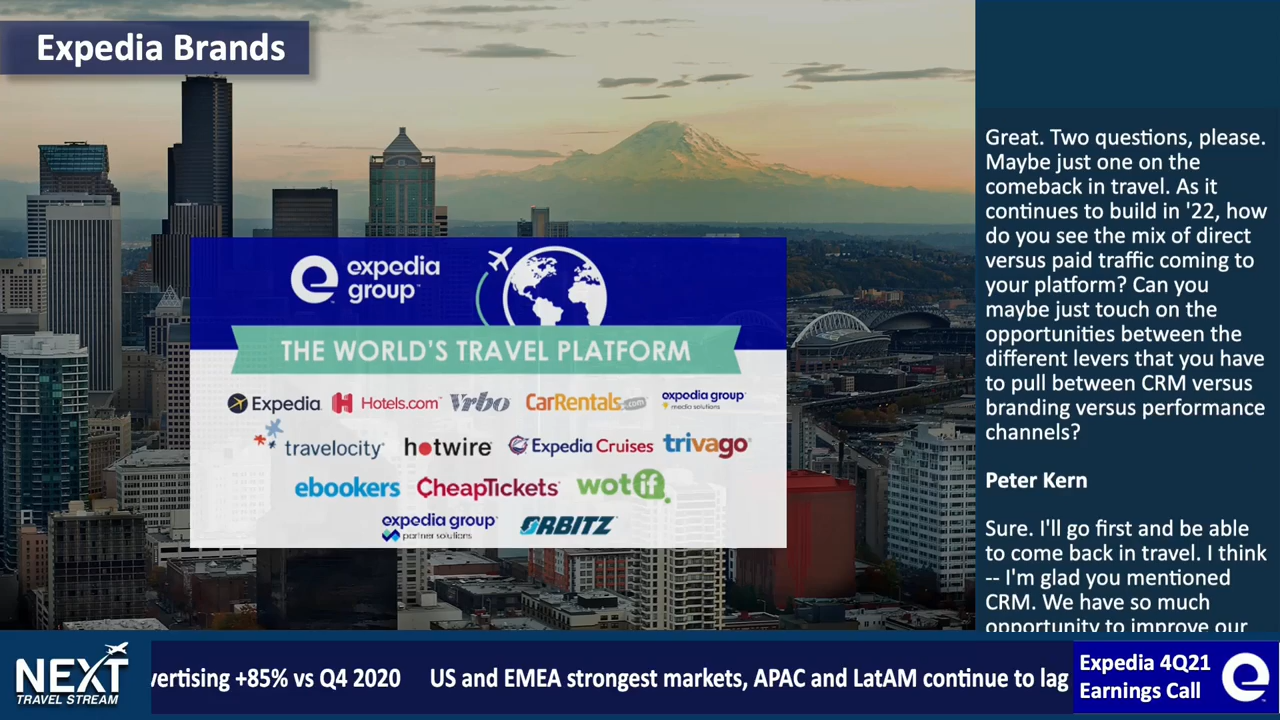 Expedia Brands
expedia group™
THE WORLD'S TRAVEL PLATFORM
Expedia Hotels.com Vrbo CarRentals.com expedia group media solutions
travelocity hotwire Expedia Cruises trivago
ebookers CheapTickets wotif.
expedia group partner solutions ORBITZ
Great. Two questions, please.
Maybe just one on the
comeback in travel. As it
continues to build in '22, how
do you see the mix of direct
versus paid traffic coming to
your platform? Can you
maybe just touch on the
opportunities between the
different levers that you have
to pull between CRM versus
branding versus performance
channels?
Peter Kern
Sure. I'll go first and be able
to come back in travel. I think
-- I'm glad you mentioned
CRM. We have so much
opportunity to improve our
NEXT
TRAVEL STREAM
vertising +85% vs Q4 2020 US and EMEA strongest markets, APAC and LatAM continue to lag
Expedia 4Q21
Earnings Call